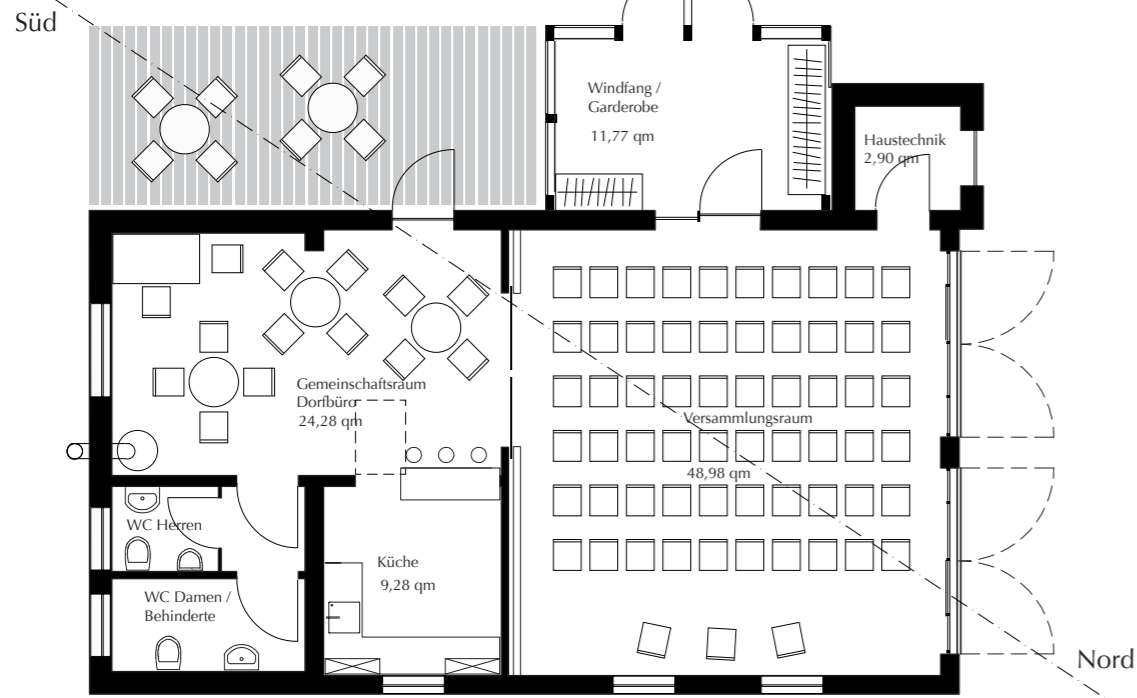 Süd
Windfang /
Garderobe
11,77 qm
Haustechnik
2,90 qm
Gemeinschaftsraum
Dorfbüro
24,28 qm
Versammlungsraum
48,98 qm
WC Herren
Küche
9,28 qm
WC Damen /
Behinderte
Nord